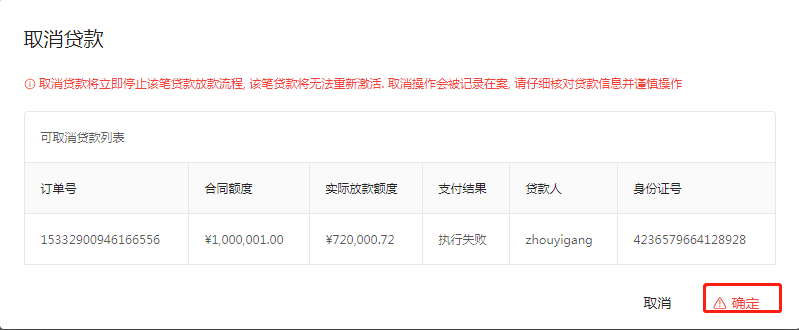 取消贷款
取消贷款将立即停止该笔贷款放款流程, 该笔贷款将无法重新激活. 取消操作会被记录在案, 请仔细核对贷款信息并谨慎操作
可取消贷款列表
订单号 合同额度 实际放款额度 支付结果 贷款人 身份证号
15332900946166556 ¥1,000,001.00 ¥720,000.72 执行失败 zhouyigang 4236579664128928
取消 确定